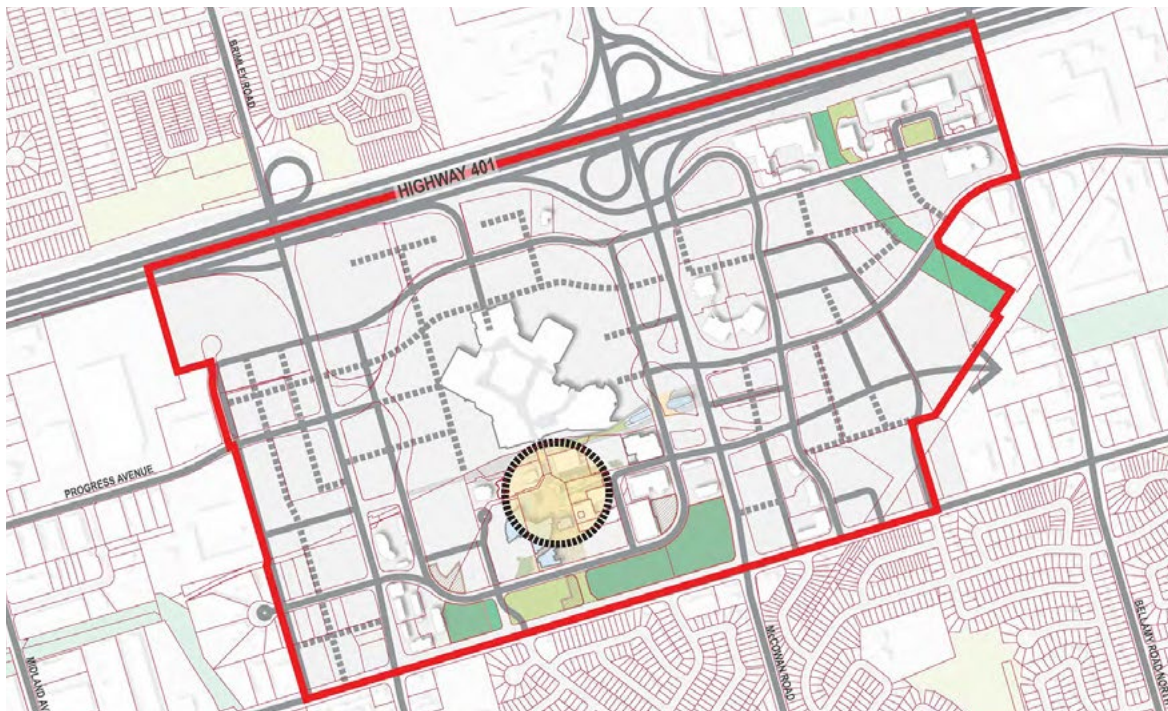 BRIMLEY ROAD
HIGHWAY 401
PROGRESS AVENUE
MIDLAND AV
McCOWAN ROAD
BELLAMY ROAD NORTH